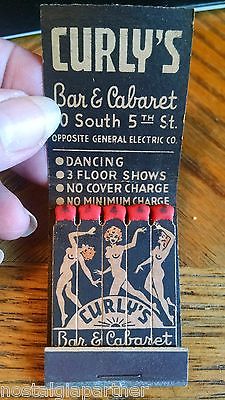 CURLY'S
Bar & Cabaret
0 South 5th St.
OPPOSITE GENERAL ELECTRIC CO.
● DANCING
● 3 FLOOR SHOWS
● NO COVER CHARGE
● NO MINIMUM CHARGE
CURLY'S
Bar & Cabaret
nostalgiapartner